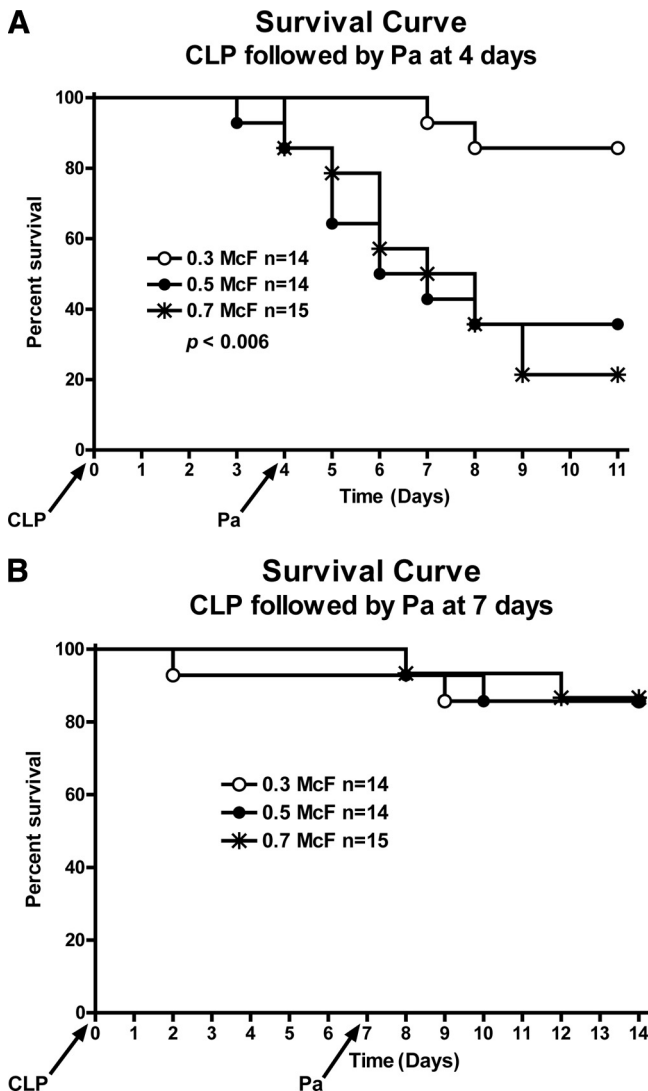 A
Survival Curve
CLP followed by Pa at 4 days
Percent survival
100
80
60
40
20
0
0.3 McF n=14
0.5 McF n=14
0.7 McF n=15
p < 0.006
0 1 2 3 4 5 6 7 8 9 10 11
Time (Days)
CLP
Pa
B
Survival Curve
CLP followed by Pa at 7 days
Percent survival
100
80
60
40
20
0
0.3 McF n=14
0.5 McF n=14
0.7 McF n=15
0 1 2 3 4 5 6 7 8 9 10 11 12 13 14
Time (Days)
CLP
Pa